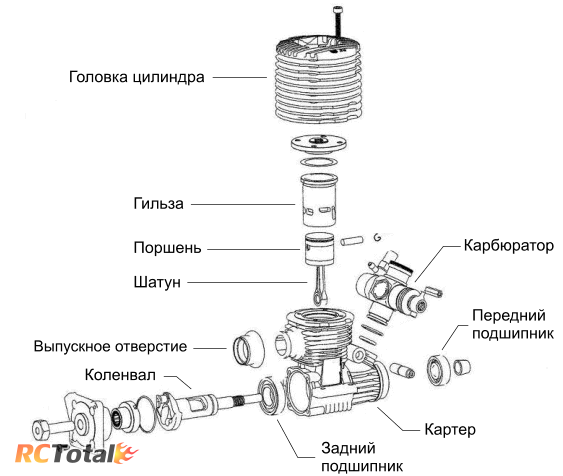 Головка цилиндра
Гильза
Поршень
Карбюратор
Шатун
Передний
подшипник
Выпускное отверстие
Коленвал
Картер
Задний
подшипник
RCTotal